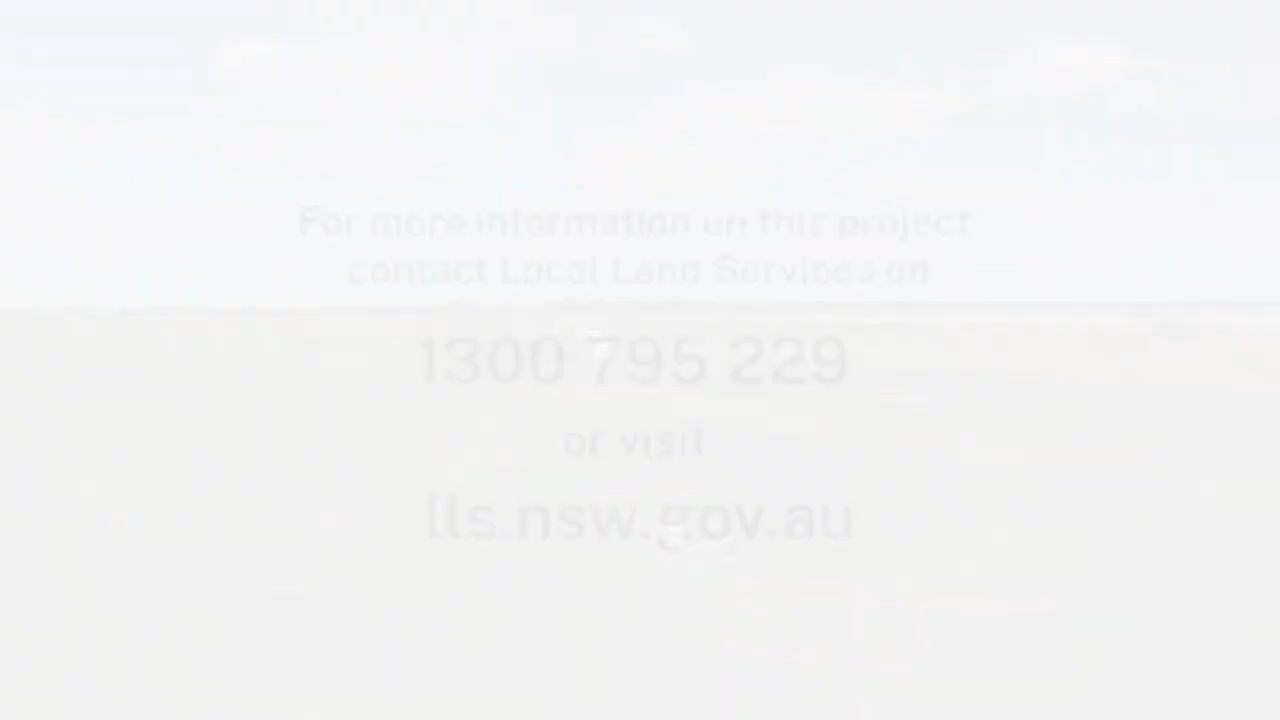 For more information on this project
contact Local Land Services on
1300 795 229
or visit
lls.nsw.gov.au